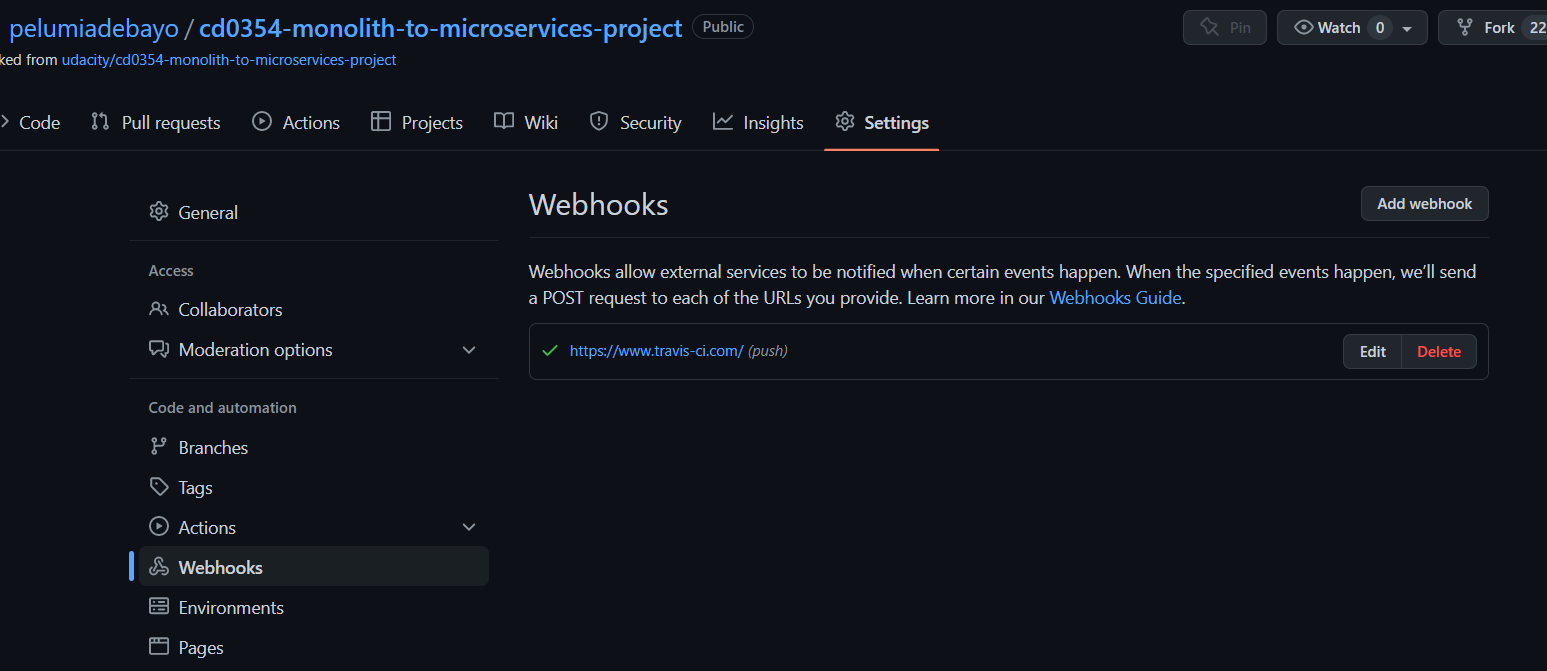 pelumiadebayo / cd0354-monolith-to-microservices-project Public Pin Watch 0 Fork 22
ked from udacity/cd0354-monolith-to-microservices-project
Code Pull requests Actions Projects Wiki Security Insights Settings
General
Access
Collaborators
Moderation options
Code and automation
Branches
Tags
Actions
Webhooks
Environments
Pages
Webhooks Add webhook
Webhooks allow external services to be notified when certain events happen. When the specified events happen, we’ll send
a POST request to each of the URLs you provide. Learn more in our Webhooks Guide.
https://www.travis-ci.com/ (push) Edit Delete